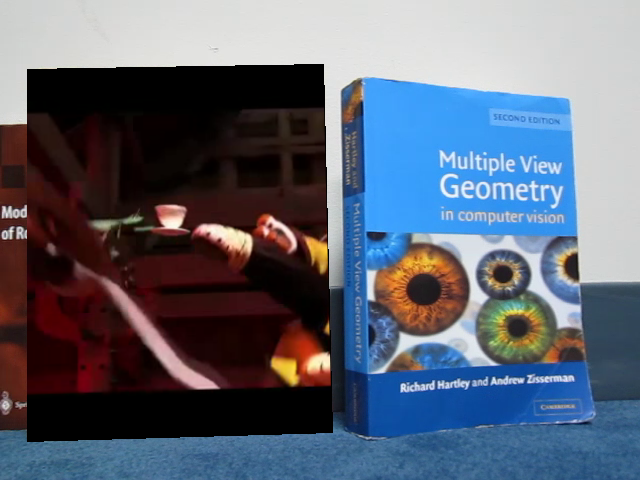 Mod
of Ro
SECOND EDITION
Multiple View
Geometry
in computer vision
Richard Hartley and Andrew Zisserman
CAMBRIDGE
Hartley and
Zisserman
Multiple View Geometry